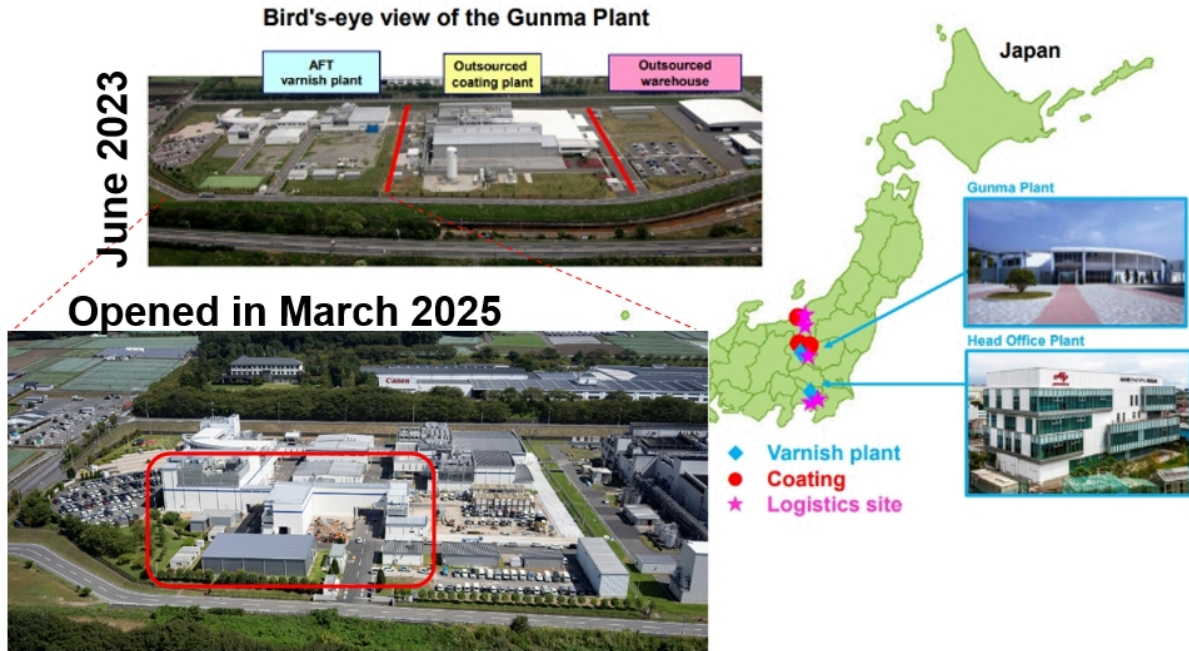 Bird's-eye view of the Gunma Plant
AFT
varnish plant
Outsourced
coating plant
Outsourced
warehouse
June 2023
Japan
Gunma Plant
Opened in March 2025
Canon
Head Office Plant
Varnish plant
Coating
Logistics site